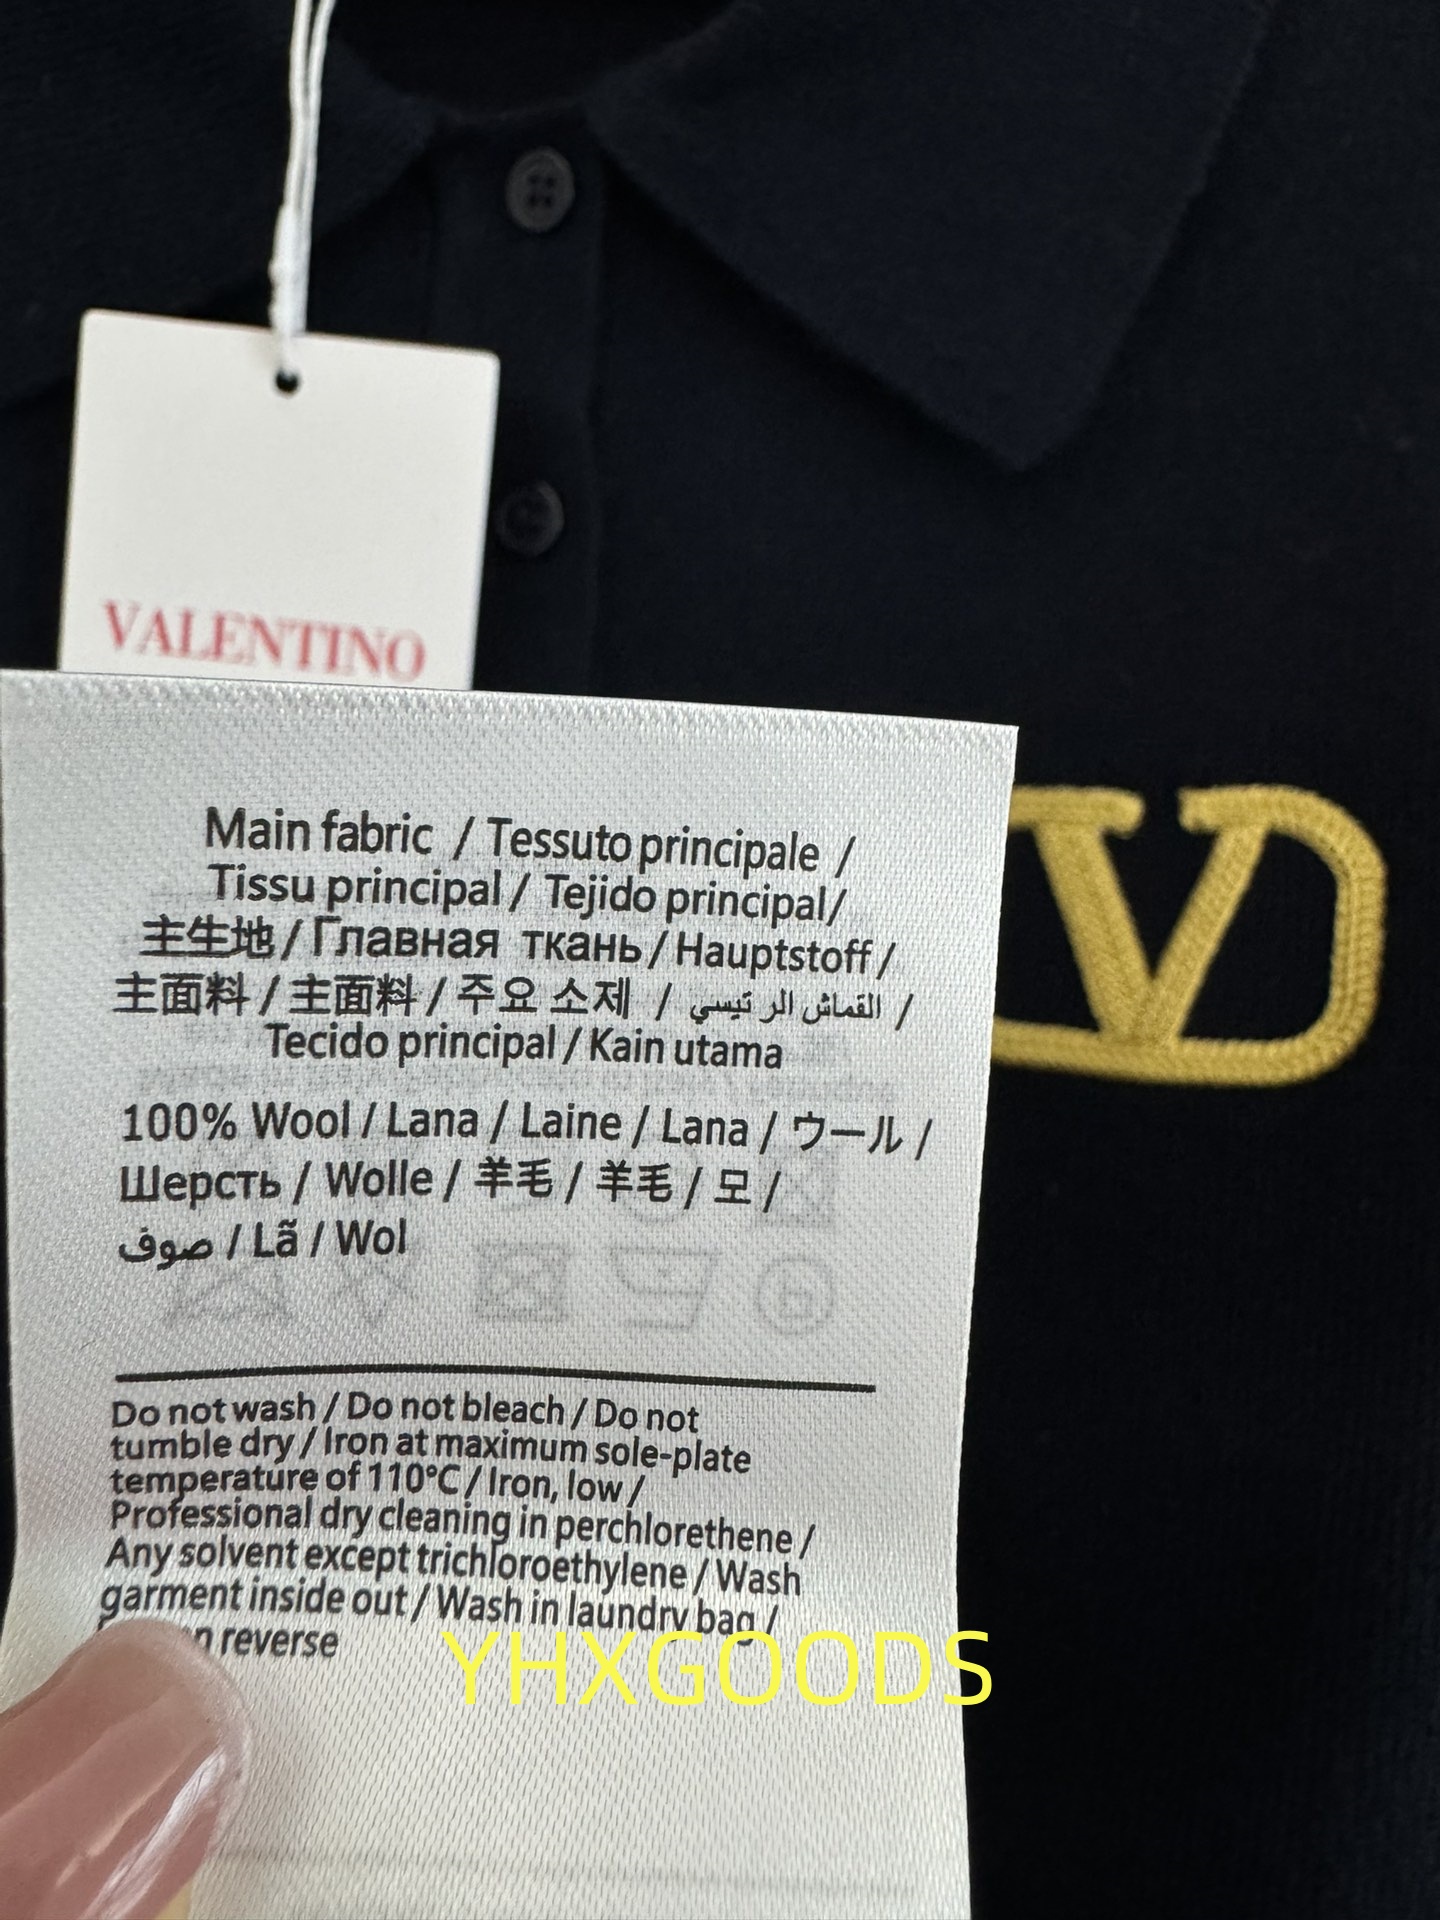 VALENTINO
Main fabric / Tessuto principale /
Tissu principal / Tejido principal/
主生地/Главная ткань/Hauptstoff/
主面料/主面料/주요 소제 / القماش الر ئيسي /
Tecido principal/Kain utama
100% Wool/Lana/Laine/Lana/ウール/
Шерсть/Wolle/羊毛/羊毛/모/
صوف/Lã/Wol
Do not wash/Do not bleach/Do not
tumble dry/Iron at maximum sole-plate
temperature of 110°C/Iron, low/
Professional dry cleaning in perchlorethene/
Any solvent except trichloroethylene/Wash
garment inside out/Wash in laundry bag/
reverse
YHXGOODS
V